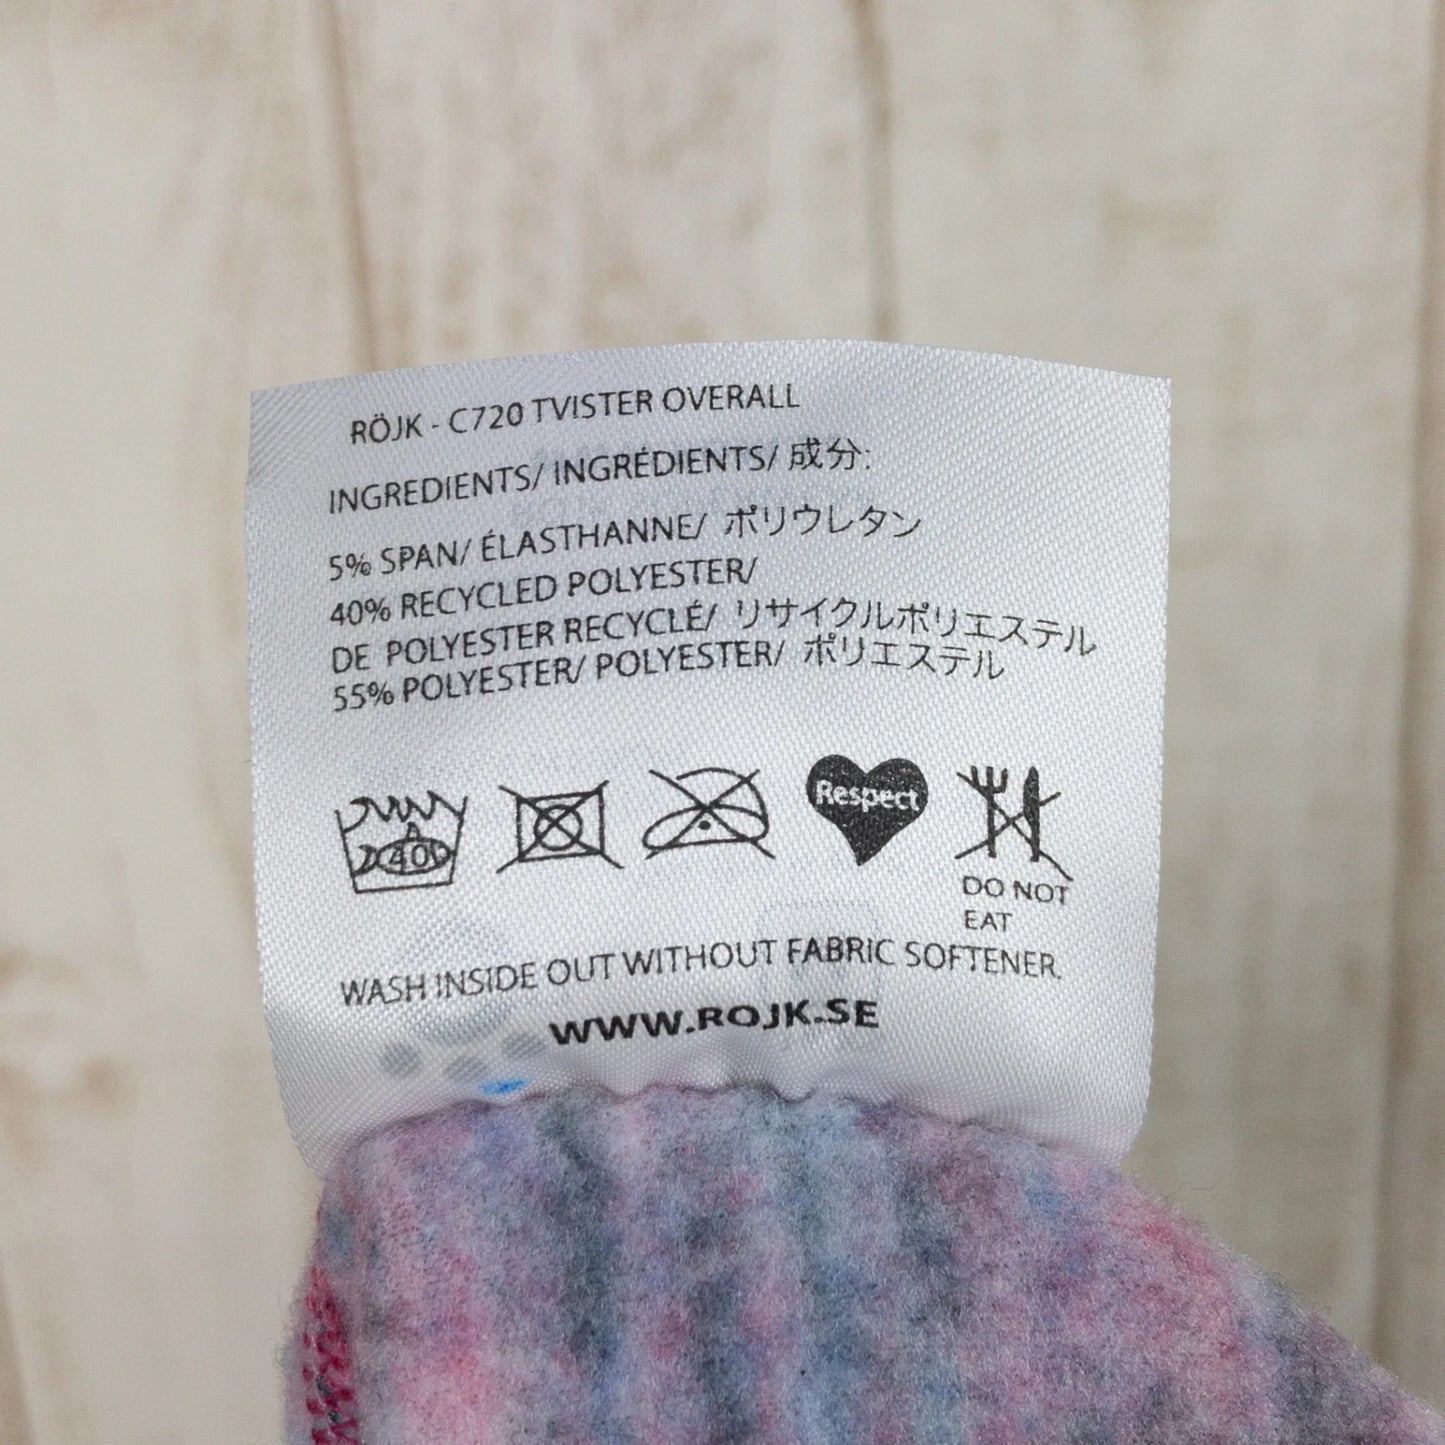 RÖJK - C720 TVISTER OVERALL
INGREDIENTS/ INGRÉDIENTS/ 成分:
5% SPAN/ ÉLASTHANNE/ ポリウレタン
40% RECYCLED POLYESTER/
DE POLYESTER RECYCLÉ/ リサイクルポリエステル
55% POLYESTER/ POLYESTER/ ポリエステル
40
Respect
DO NOT
EAT
WASH INSIDE OUT WITHOUT FABRIC SOFTENER.
WWW.ROJK.SE